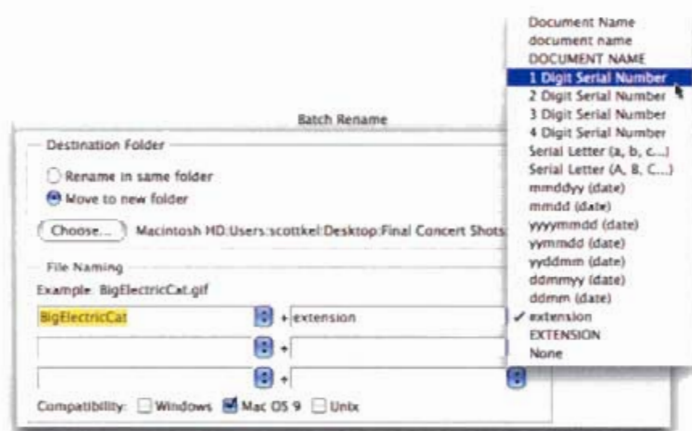 Document Name
document name
DOCUMENT NAME
1 Digit Serial Number
2 Digit Serial Number
3 Digit Serial Number
4 Digit Serial Number
Serial Letter (a, b, c...)
Serial Letter (A, B, C...)
mmddyy (date)
mmdd (date)
yyyymmdd (date)
yymmdd (date)
yyddmm (date)
ddmmyy (date)
ddmm (date)
✓ extension
EXTENSION
None
Batch Rename
Destination Folder
Rename in same folder
Move to new folder
Choose... Macintosh HD:Users:scottkel:Desktop:Final Concert Shots:
File Naming
Example: BigElectricCat.gif
BigElectricCat + extension
+
+
Compatibility: Windows Mac OS 9 Unix